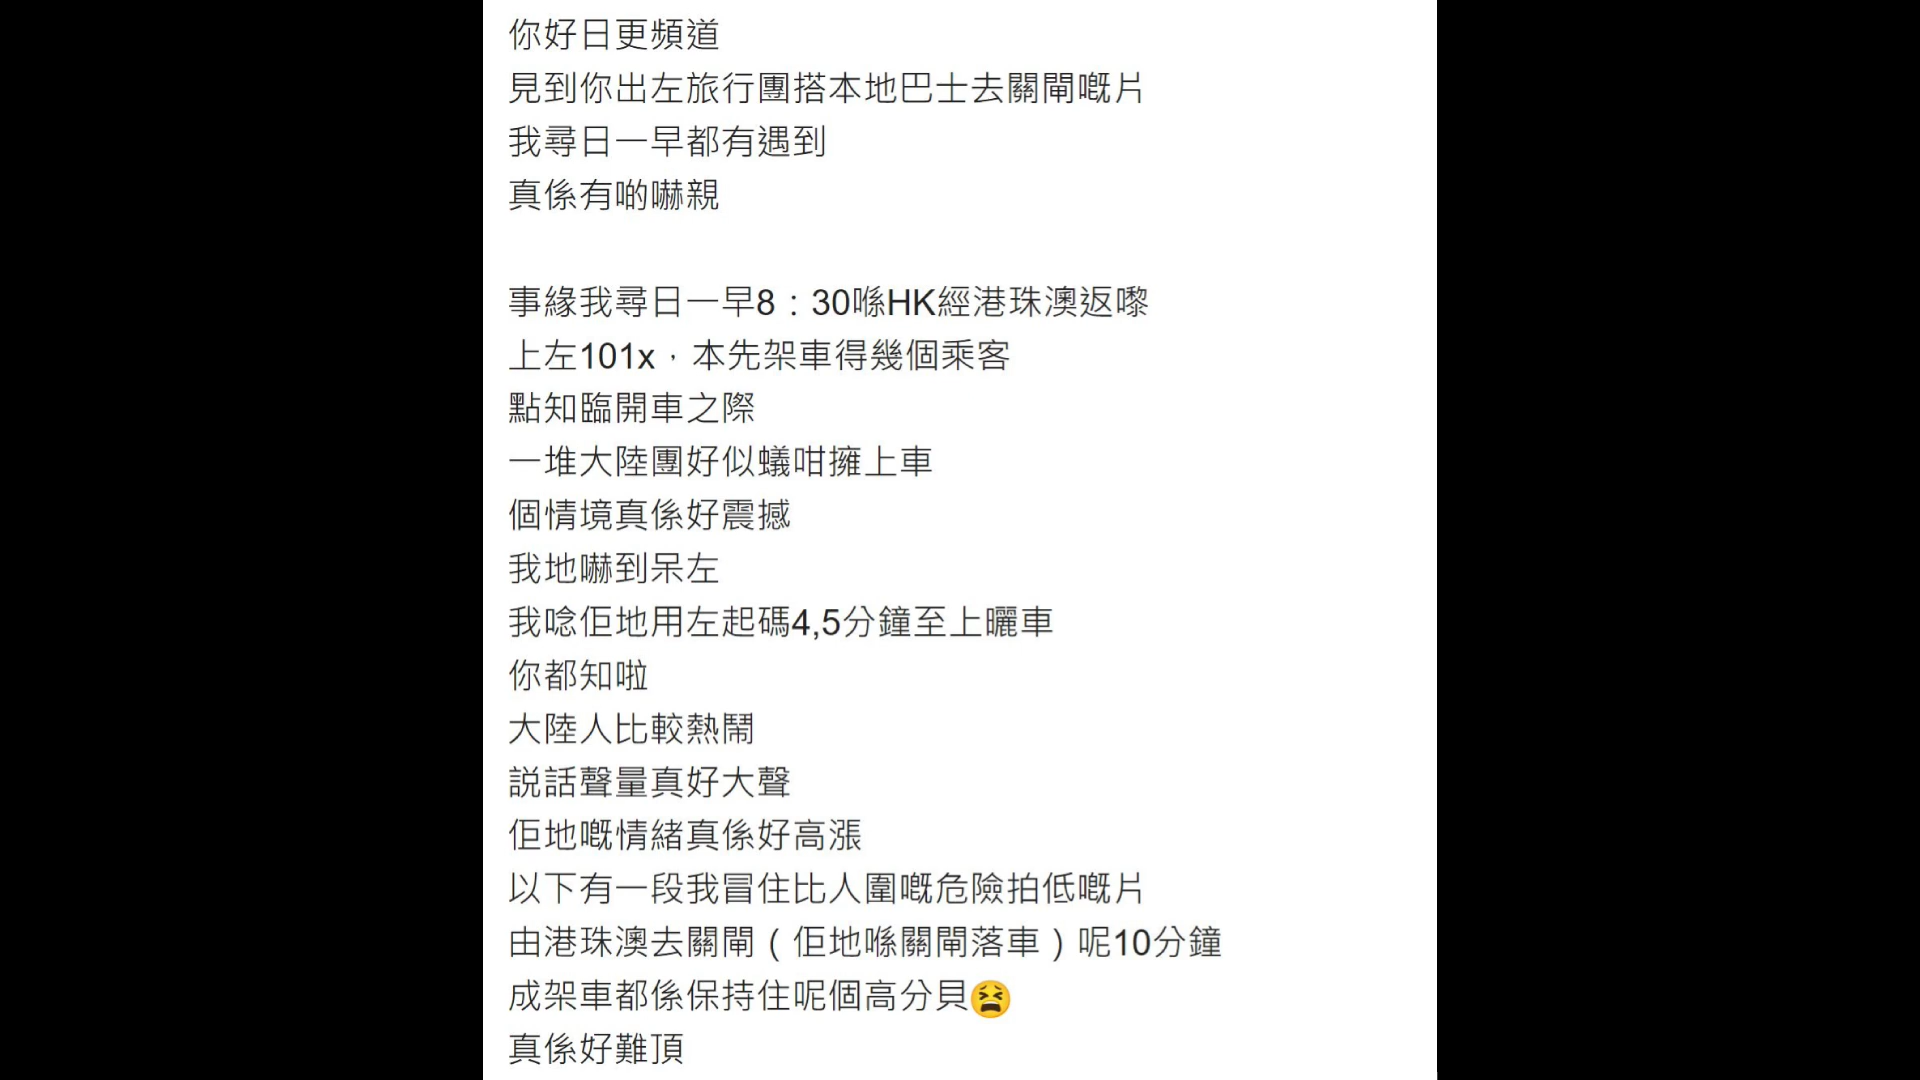 你好日更頻道
見到你出左旅行團搭本地巴士去關閘嘅片
我尋日一早都有遇到
真係有啲嚇親
事緣我尋日一早8：30喺HK經港珠澳返嚟
上左101x，本先架車得幾個乘客
點知臨開車之際
一堆大陸團好似蟻咁擁上車
個情境真係好震撼
我地嚇到呆左
我唸佢地用左起碼4,5分鐘至上曬車
你都知啦
大陸人比較熱鬧
説話聲量真好大聲
佢地嘅情緒真係好高漲
以下有一段我冒住比人圍嘅危險拍低嘅片
由港珠澳去關閘（佢地喺關閘落車）呢10分鐘
成架車都係保持住呢個高分貝😫
真係好難頂